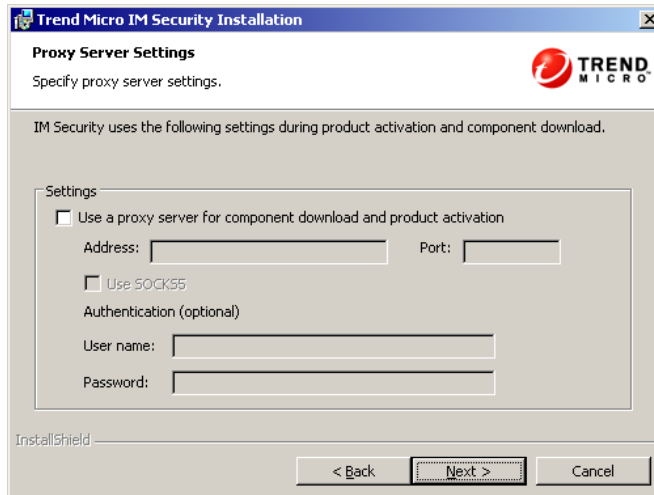 Trend Micro IM Security Installation
Proxy Server Settings
Specify proxy server settings.
TREND
MICRO
IM Security uses the following settings during product activation and component download.
Settings
Use a proxy server for component download and product activation
Address:
Port:
Use SOCKS5
Authentication (optional)
User name:
Password:
InstallShield
< Back
Next >
Cancel